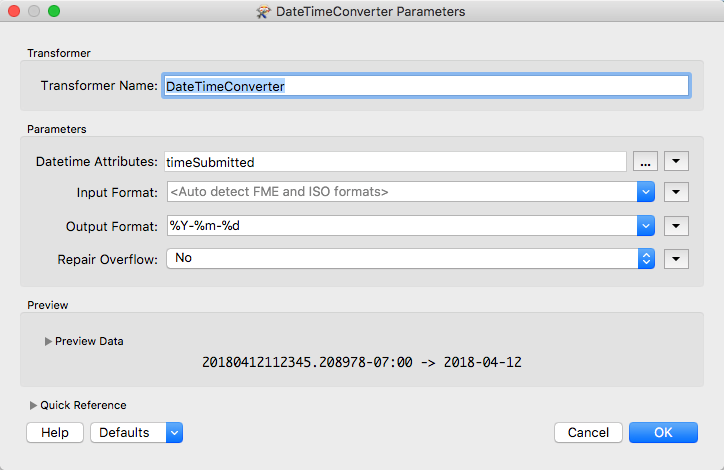 DateTimeConverter Parameters
Transformer
Transformer Name: DateTimeConverter
Parameters
Datetime Attributes: timeSubmitted ...
Input Format: <Auto detect FME and ISO formats>
Output Format: %Y-%m-%d
Repair Overflow: No
Preview
Preview Data
20180412112345.208978-07:00 -> 2018-04-12
Quick Reference
Help Defaults Cancel OK